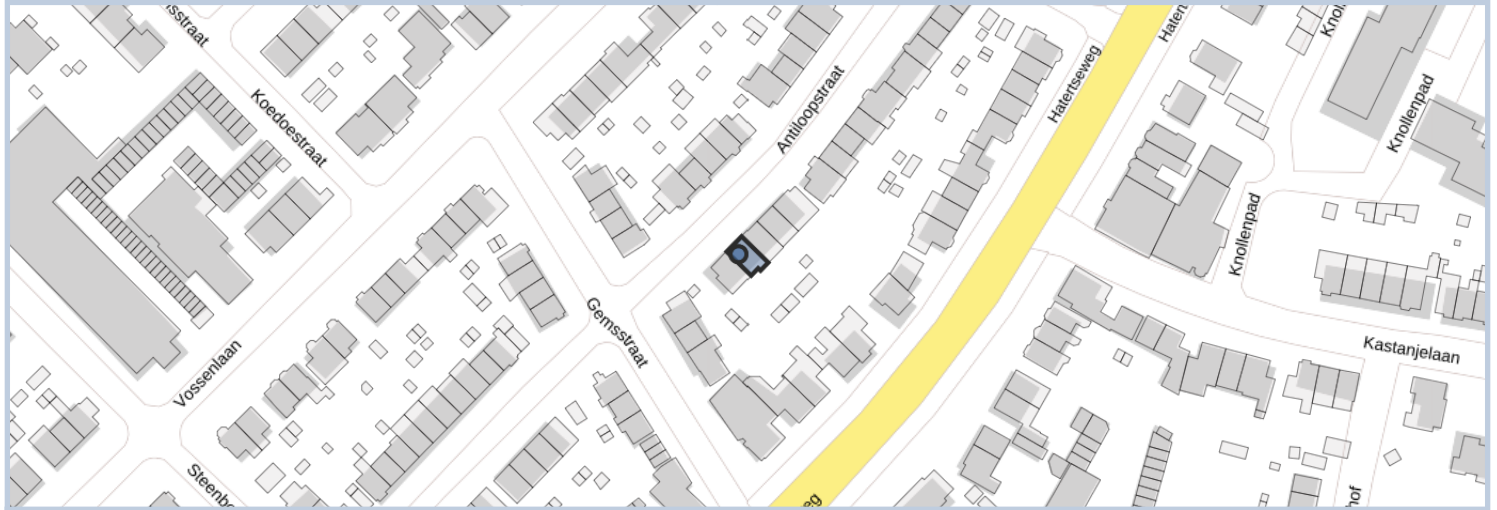 Koedoestraat
Antiloopstraat
Hatertseweg
Knollenpad
Knollenpad
Gemsstraat
Kastanjelaan
Vossenlaan